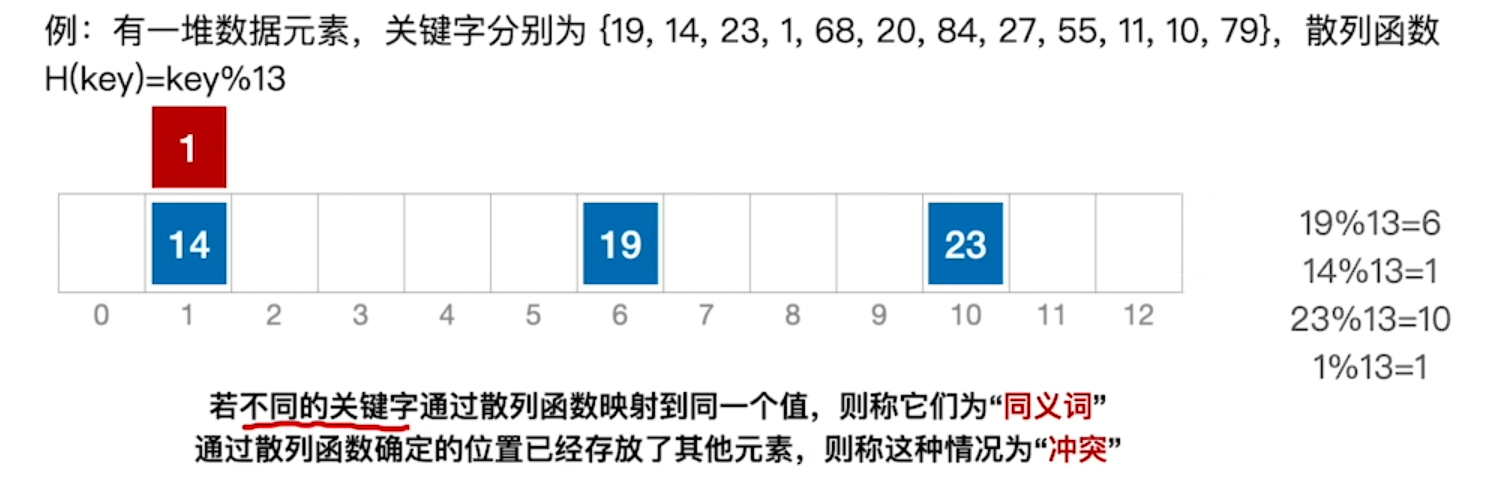 例：有一堆数据元素，关键字分别为 {19, 14, 23, 1, 68, 20, 84, 27, 55, 11, 10, 79}，散列函数
H(key)=key%13
1
14 19 23
0 1 2 3 4 5 6 7 8 9 10 11 12
19%13=6
14%13=1
23%13=10
1%13=1
若不同的关键字通过散列函数映射到同一个值，则称它们为“同义词”
通过散列函数确定的位置已经存放了其他元素，则称这种情况为“冲突”